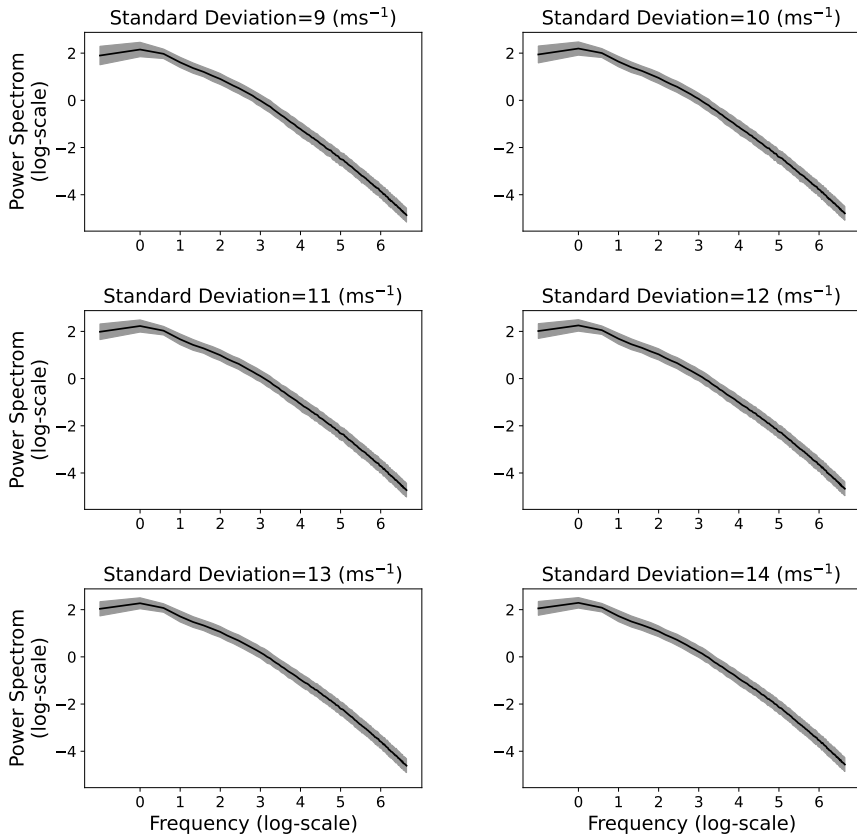 Standard Deviation=9 (ms⁻¹)
Power Spectrom
(log-scale)
2
0
−2
−4
0 1 2 3 4 5 6
Standard Deviation=10 (ms⁻¹)
2
0
−2
−4
0 1 2 3 4 5 6
Standard Deviation=11 (ms⁻¹)
Power Spectrom
(log-scale)
2
0
−2
−4
0 1 2 3 4 5 6
Standard Deviation=12 (ms⁻¹)
2
0
−2
−4
0 1 2 3 4 5 6
Standard Deviation=13 (ms⁻¹)
Power Spectrom
(log-scale)
2
0
−2
−4
0 1 2 3 4 5 6
Frequency (log-scale)
Standard Deviation=14 (ms⁻¹)
2
0
−2
−4
0 1 2 3 4 5 6
Frequency (log-scale)